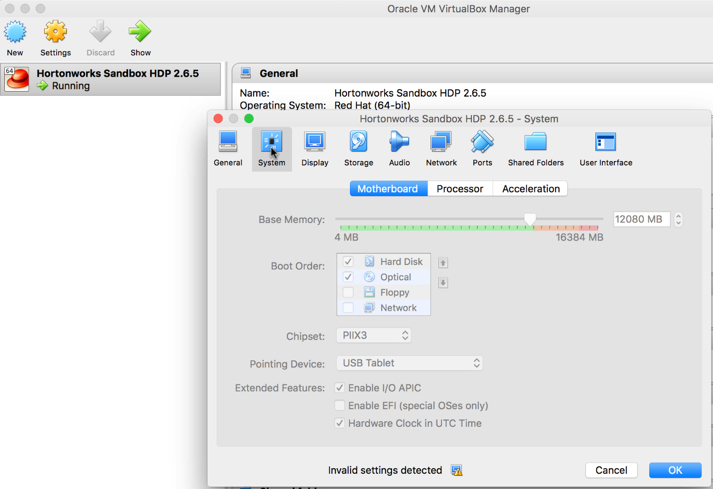 Oracle VM VirtualBox Manager
New
Settings
Discard
Show
64
Hortonworks Sandbox HDP 2.6.5
Running
General
Name: Hortonworks Sandbox HDP 2.6.5
Operating System: Red Hat (64-bit)
Hortonworks Sandbox HDP 2.6.5 - System
General
System
Display
Storage
Audio
Network
Ports
Shared Folders
User Interface
Motherboard
Processor
Acceleration
Base Memory:
12080 MB
4 MB
16384 MB
Boot Order:
Hard Disk
Optical
Floppy
Network
Chipset: PIIX3
Pointing Device: USB Tablet
Extended Features: Enable I/O APIC
Enable EFI (special OSes only)
Hardware Clock in UTC Time
Invalid settings detected
Cancel
OK